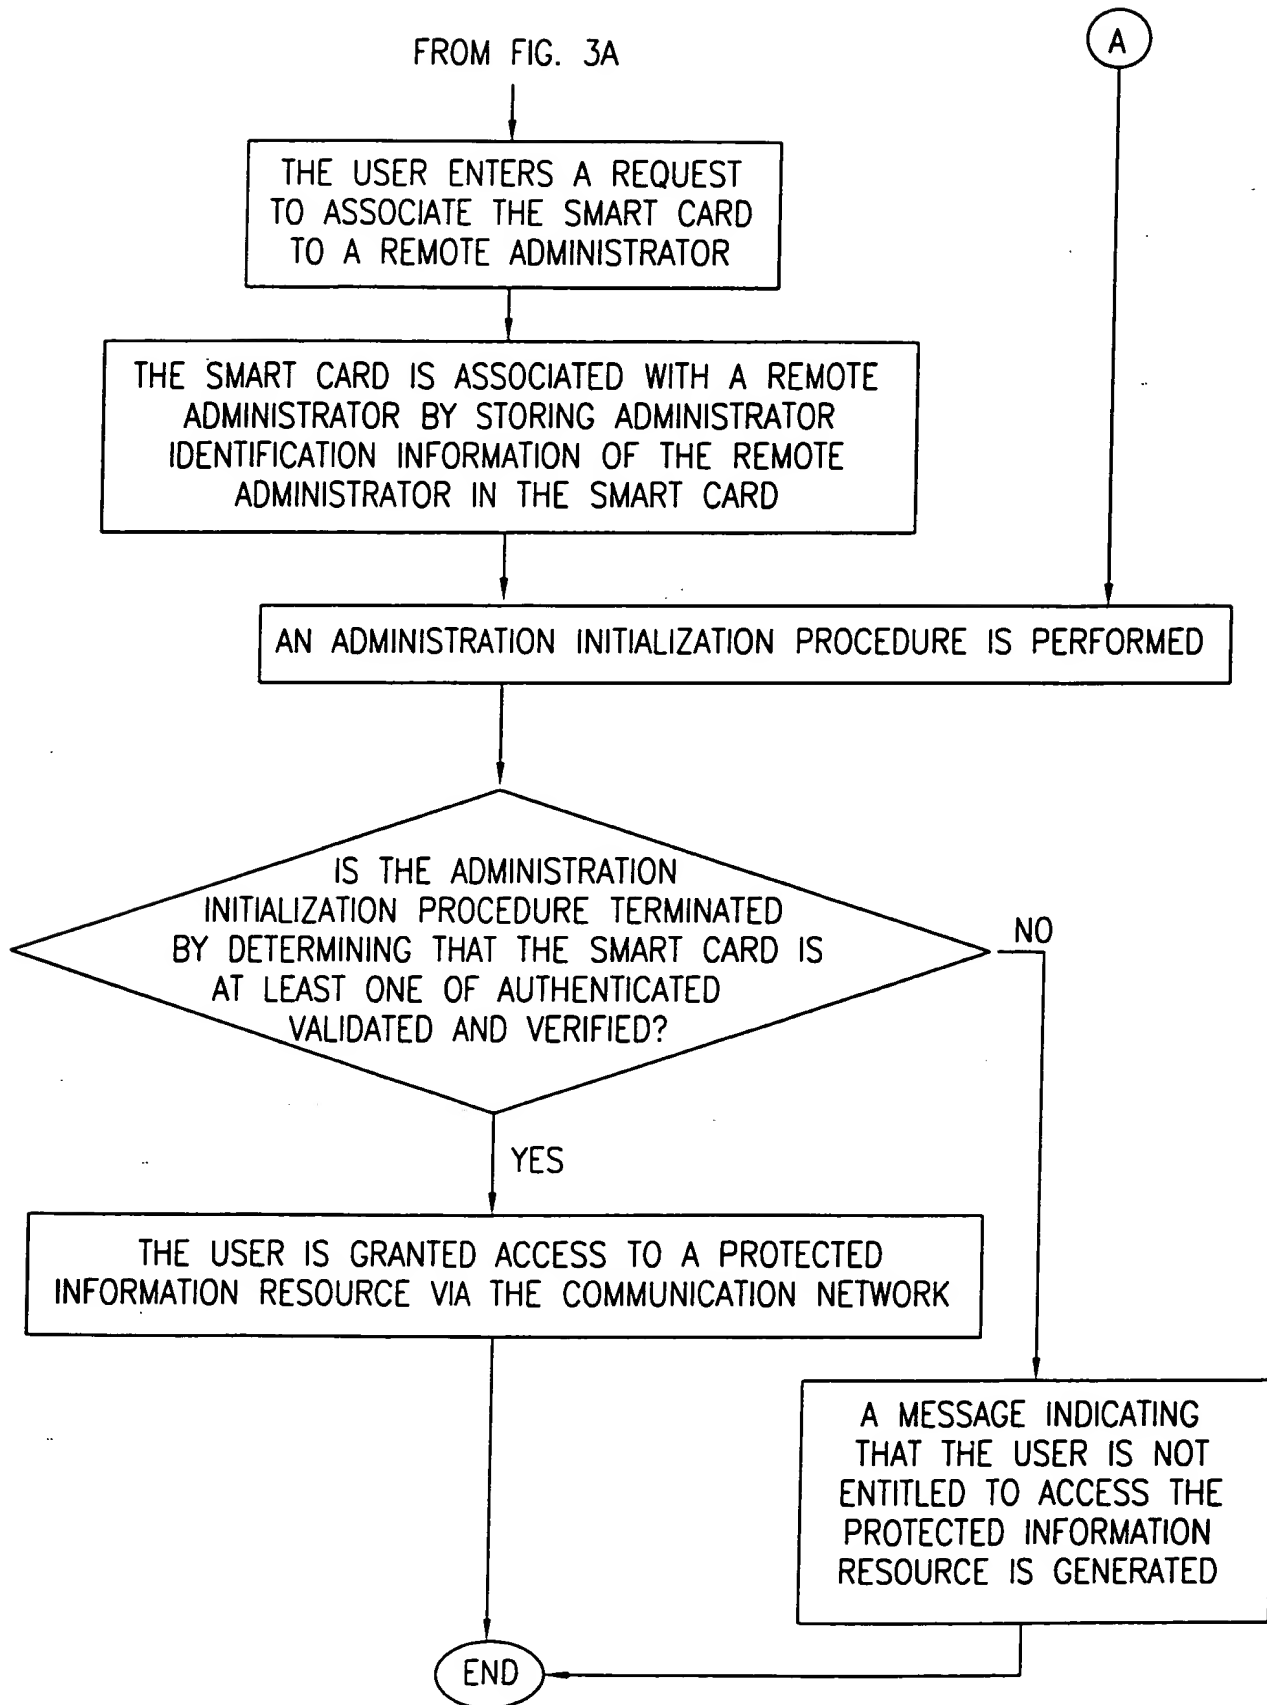 FROM FIG. 3A
A
THE USER ENTERS A REQUEST
TO ASSOCIATE THE SMART CARD
TO A REMOTE ADMINISTRATOR
THE SMART CARD IS ASSOCIATED WITH A REMOTE
ADMINISTRATOR BY STORING ADMINISTRATOR
IDENTIFICATION INFORMATION OF THE REMOTE
ADMINISTRATOR IN THE SMART CARD
AN ADMINISTRATION INITIALIZATION PROCEDURE IS PERFORMED
IS THE ADMINISTRATION
INITIALIZATION PROCEDURE TERMINATED
BY DETERMINING THAT THE SMART CARD IS
AT LEAST ONE OF AUTHENTICATED
VALIDATED AND VERIFIED?
NO
YES
THE USER IS GRANTED ACCESS TO A PROTECTED
INFORMATION RESOURCE VIA THE COMMUNICATION NETWORK
A MESSAGE INDICATING
THAT THE USER IS NOT
ENTITLED TO ACCESS THE
PROTECTED INFORMATION
RESOURCE IS GENERATED
END